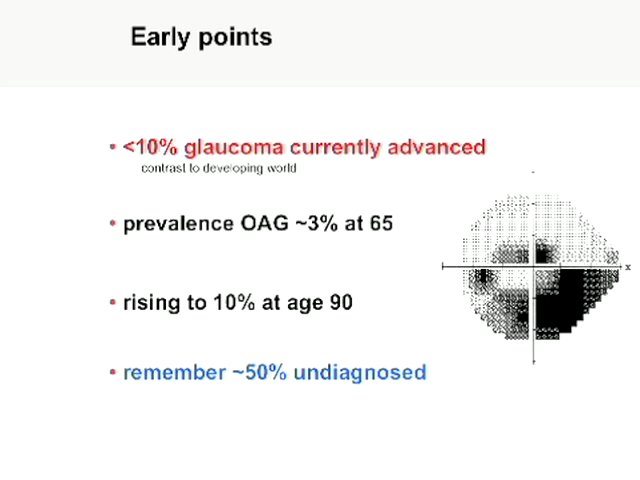 Early points
• <10% glaucoma currently advanced
contrast to developing world
• prevalence OAG ~3% at 65
• rising to 10% at age 90
• remember ~50% undiagnosed
x